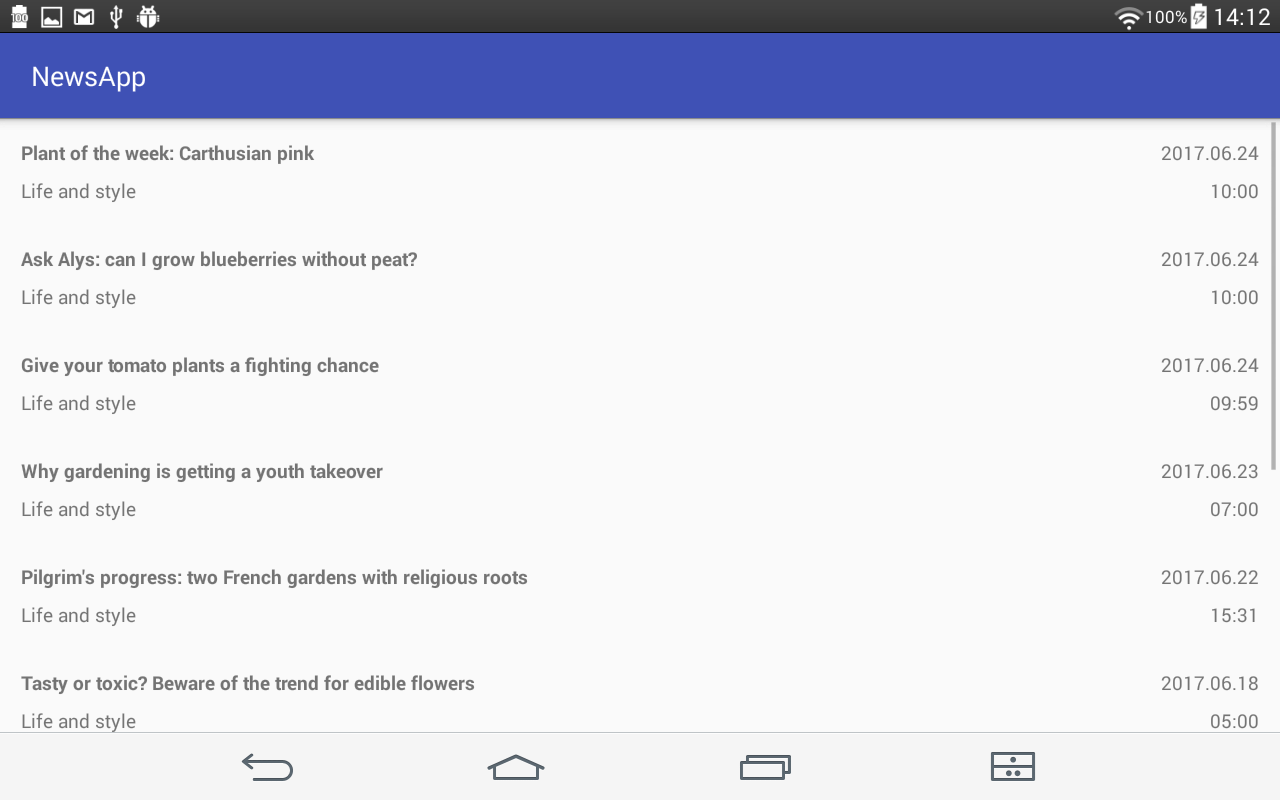 100 100% 14:12
NewsApp
Plant of the week: Carthusian pink 2017.06.24
Life and style 10:00
Ask Alys: can I grow blueberries without peat? 2017.06.24
Life and style 10:00
Give your tomato plants a fighting chance 2017.06.24
Life and style 09:59
Why gardening is getting a youth takeover 2017.06.23
Life and style 07:00
Pilgrim's progress: two French gardens with religious roots 2017.06.22
Life and style 15:31
Tasty or toxic? Beware of the trend for edible flowers 2017.06.18
Life and style 05:00